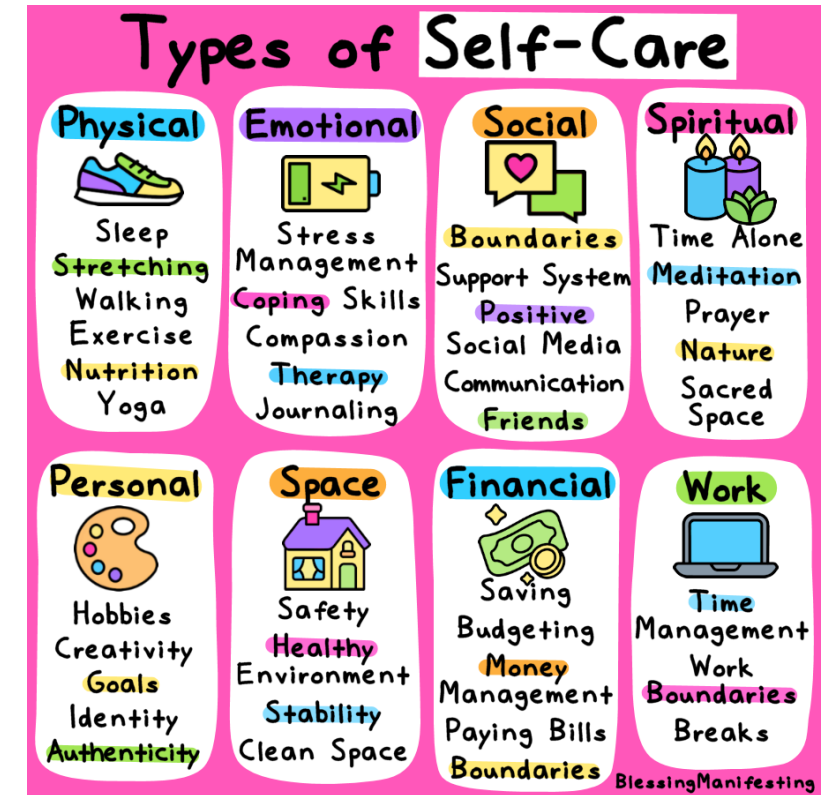 Types of Self-Care
Physical
Sleep
Stretching
Walking
Exercise
Nutrition
Yoga
Emotional
Stress
Management
Coping Skills
Compassion
Therapy
Journaling
Social
Boundaries
Support System
Positive
Social Media
Communication
Friends
Spiritual
Time Alone
Meditation
Prayer
Nature
Sacred
Space
Personal
Hobbies
Creativity
Goals
Identity
Authenticity
Space
Safety
Healthy
Environment
Stability
Clean Space
Financial
Saving
Budgeting
Money
Management
Paying Bills
Boundaries
Work
Time
Management
Work
Boundaries
Breaks
BlessingManifesting